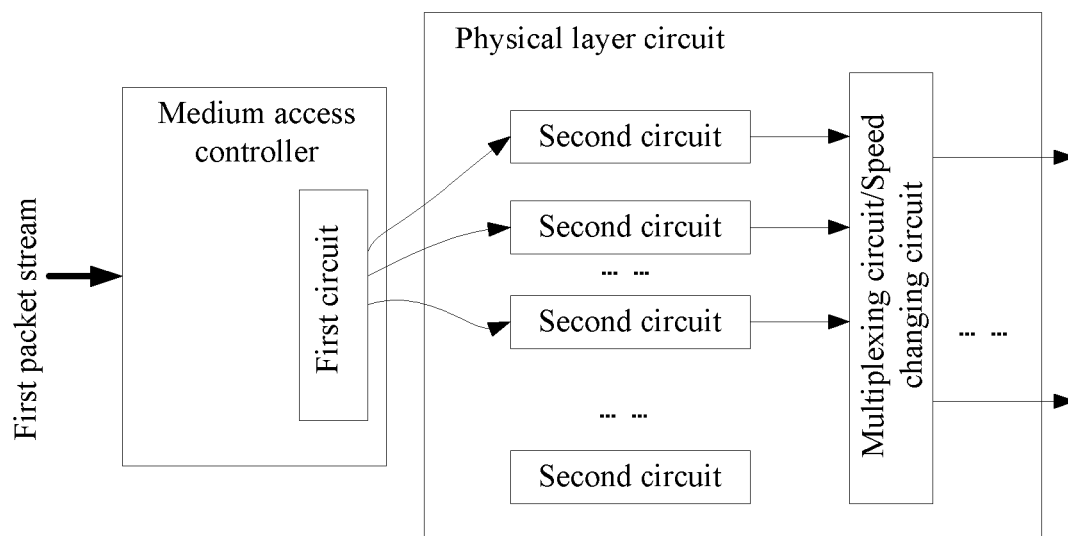 Physical layer circuit
Medium access
controller
First packet stream
First circuit
Second circuit
Second circuit
... ...
Second circuit
... ...
Second circuit
Multiplexing circuit/Speed
changing circuit
... ...